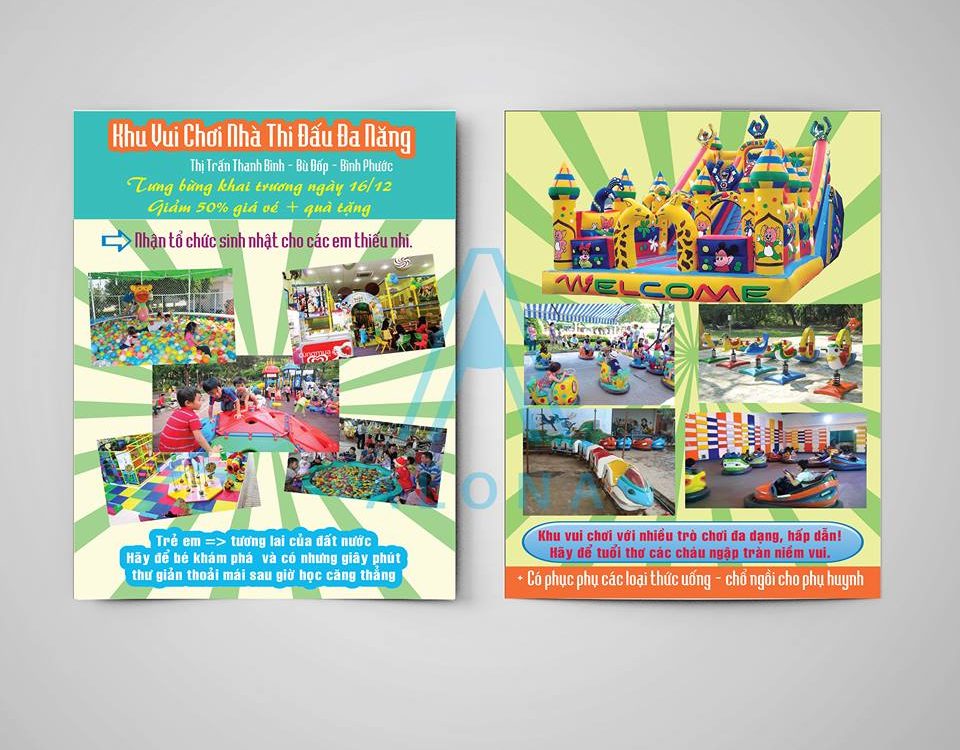 Khu Vui Chơi Nhà Thi Đấu Đa Năng
Thị Trấn Thanh Bình - Bù Đốp - Bình Phước
Tưng bừng khai trương ngày 16/12
Giảm 50% giá vé + quà tặng
Nhận tổ chức sinh nhật cho các em thiếu nhi.
cungmua
Trẻ em => tương lai của đất nước
Hãy để bé khám phá và có nhưng giây phút
thư giản thoải mái sau giờ học căng thẳng
WELCOME
Khu vui chơi với nhiều trò chơi đa dạng, hấp dẫn!
Hãy để tuổi thơ các cháu ngập tràn niềm vui.
+ Có phục phụ các loại thức uống - chổ ngồi cho phụ huynh
ALONA